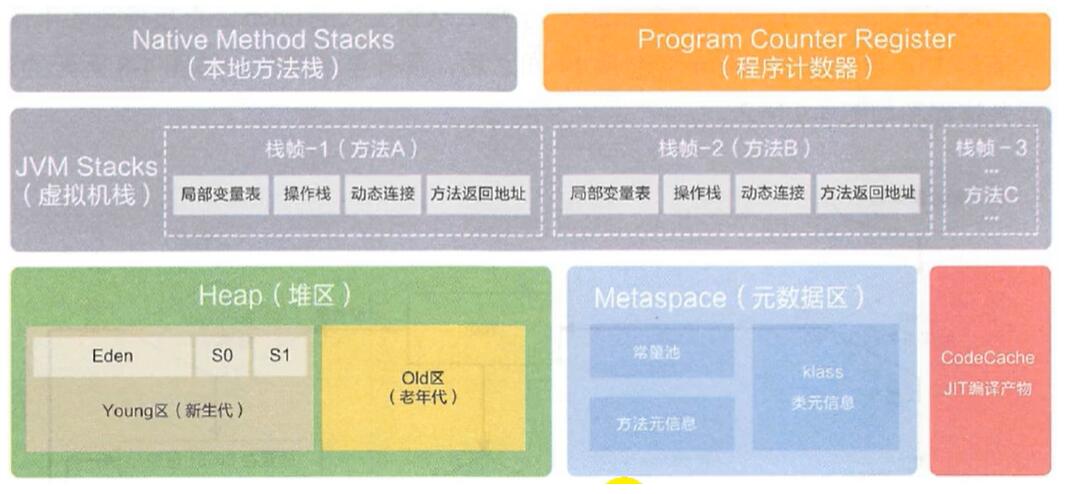 Native Method Stacks
（本地方法栈）
Program Counter Register
（程序计数器）
JVM Stacks
（虚拟机栈）
栈帧-1（方法A）
局部变量表
操作栈
动态连接
方法返回地址
栈帧-2（方法B）
局部变量表
操作栈
动态连接
方法返回地址
栈帧-3
...
方法C
...
Heap（堆区）
Eden
S0
S1
Young区（新生代）
Old区
（老年代）
Metaspace（元数据区）
常量池
方法元信息
klass
类元信息
CodeCache
JIT编译产物